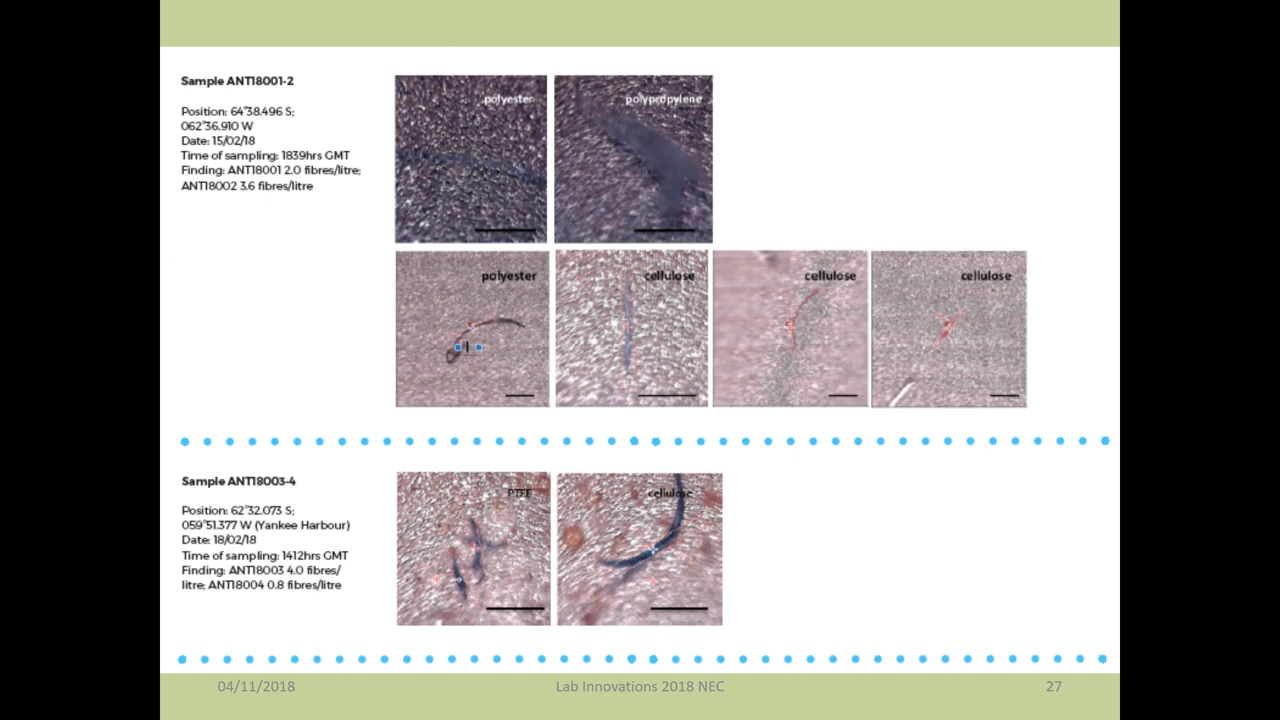 Sample ANT18001-2
Position: 64°38.496 S;
062°36.910 W
Date: 15/02/18
Time of sampling: 1839hrs GMT
Finding: ANT18001 2.0 fibres/litre;
ANT18002 3.6 fibres/litre
polyester
polypropylene
polyester
cellulose
cellulose
cellulose
Sample ANT18003-4
Position: 62°32.073 S;
059°51.377 W (Yankee Harbour)
Date: 18/02/18
Time of sampling: 1412hrs GMT
Finding: ANT18003 4.0 fibres/
litre; ANT18004 0.8 fibres/litre
PTFE
cellulose
04/11/2018
Lab Innovations 2018 NEC
27